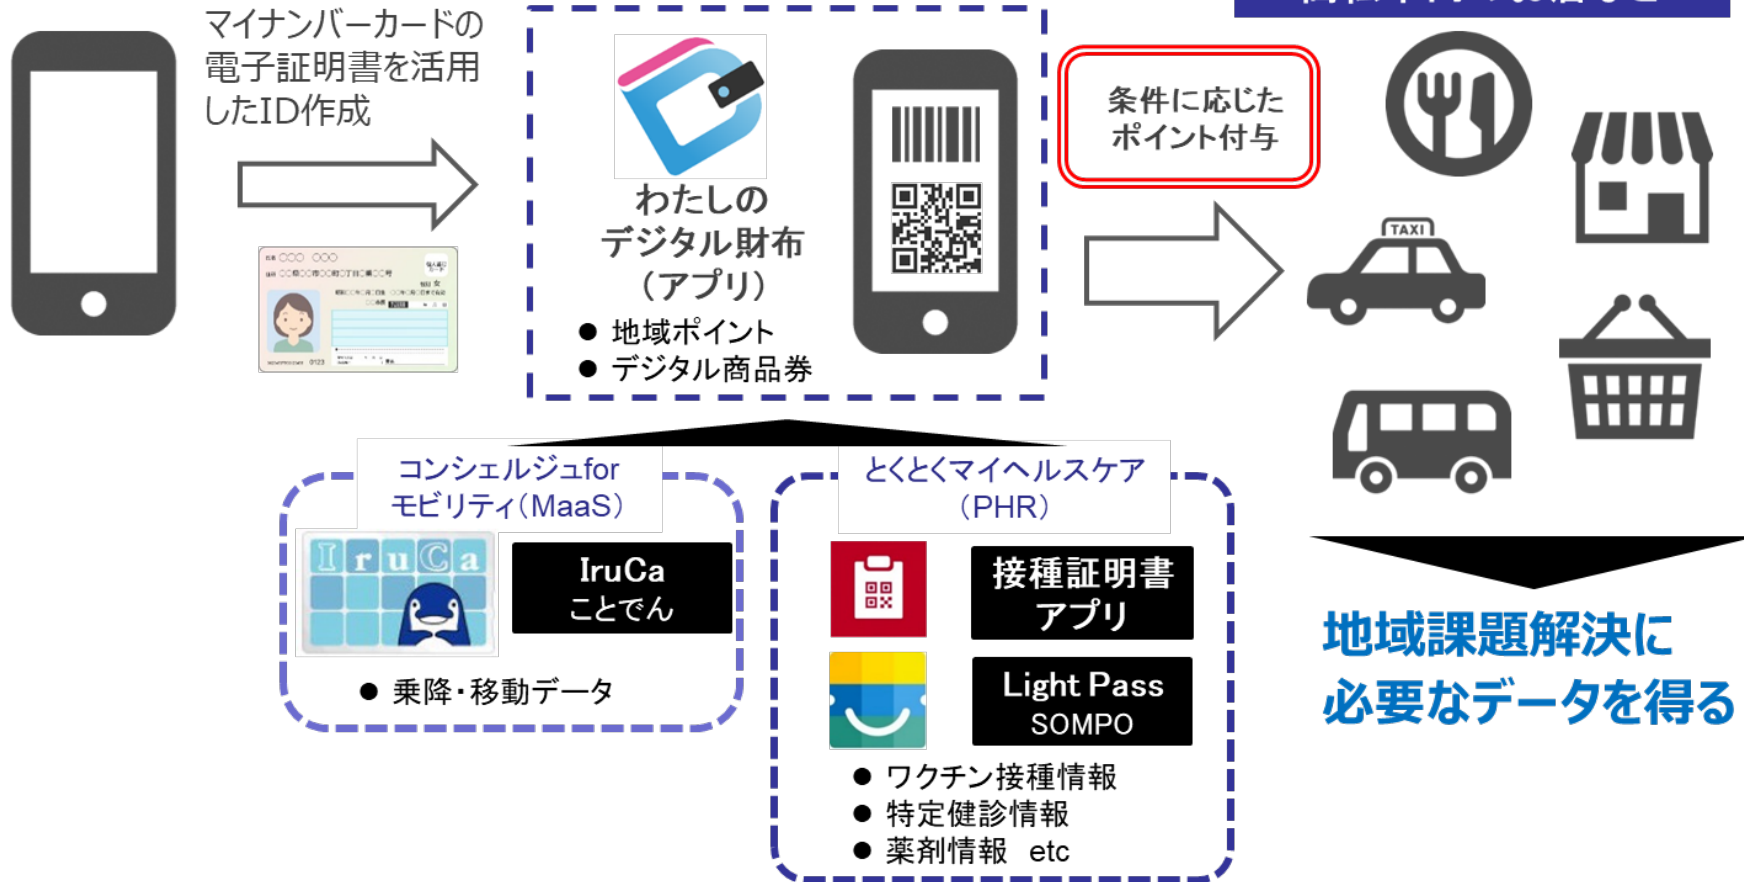 マイナンバーカードの
電子証明書を活用
したID作成
わたしの
デジタル財布
（アプリ）
● 地域ポイント
● デジタル商品券
条件に応じた
ポイント付与
TAXI
コンシェルジュfor
モビリティ（MaaS）
IruCa
IruCa
ことでん
● 乗降・移動データ
とくとくマイヘルスケア
（PHR）
接種証明書
アプリ
Light Pass
SOMPO
● ワクチン接種情報
● 特定健診情報
● 薬剤情報 etc
地域課題解決に
必要なデータを得る